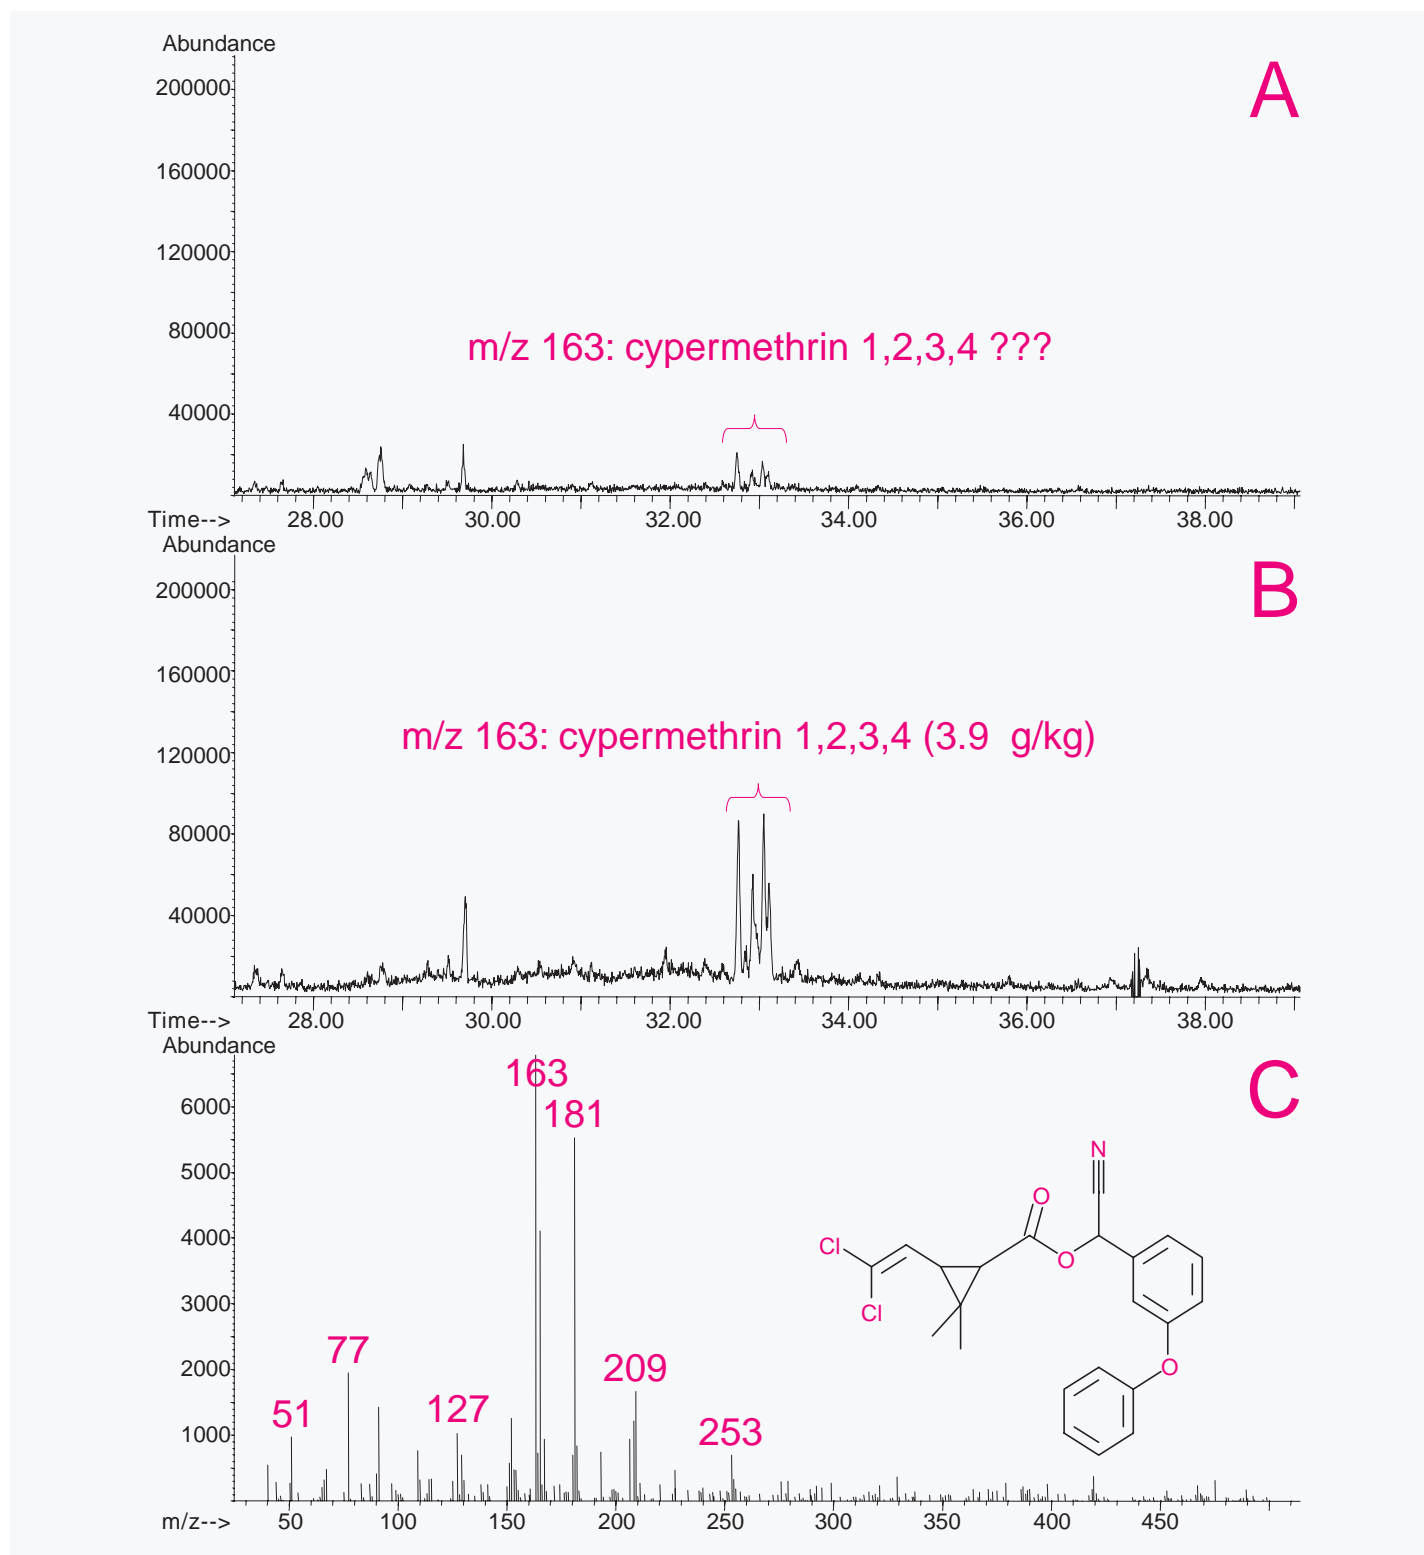 Abundance
A
200000
160000
120000
80000
m/z 163: cypermethrin 1,2,3,4 ???
40000
Time--> 28.00 30.00 32.00 34.00 36.00 38.00
Abundance
B
200000
160000
m/z 163: cypermethrin 1,2,3,4 (3.9 g/kg)
120000
80000
40000
Time--> 28.00 30.00 32.00 34.00 36.00 38.00
Abundance
C
163
6000
181
N
5000
O
4000
Cl
O
Cl
3000
77
209
O
2000
51
127
253
1000
m/z--> 50 100 150 200 250 300 350 400 450